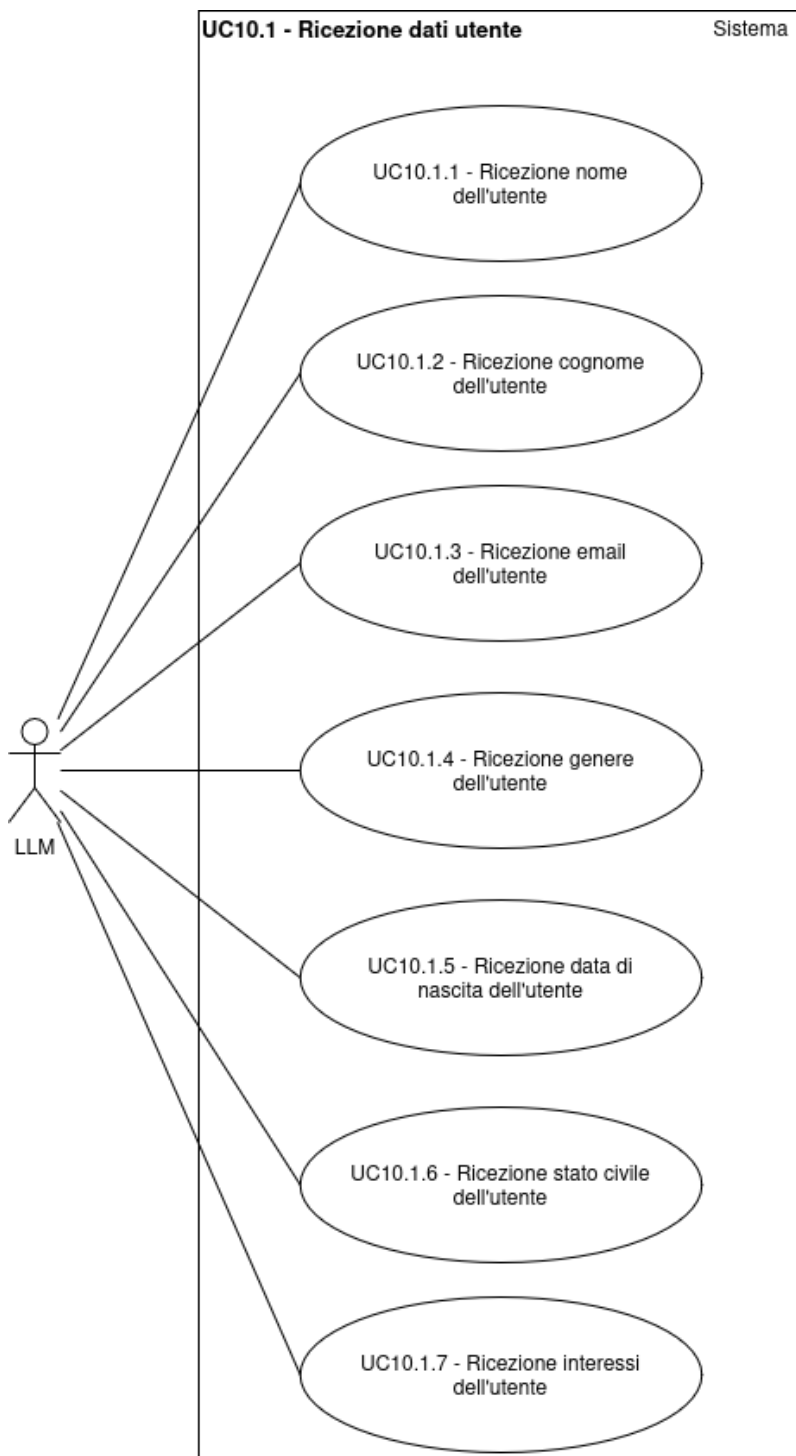 UC10.1 - Ricezione dati utente
Sistema
UC10.1.1 - Ricezione nome
dell'utente
UC10.1.2 - Ricezione cognome
dell'utente
UC10.1.3 - Ricezione email
dell'utente
UC10.1.4 - Ricezione genere
dell'utente
LLM
UC10.1.5 - Ricezione data di
nascita dell'utente
UC10.1.6 - Ricezione stato civile
dell'utente
UC10.1.7 - Ricezione interessi
dell'utente